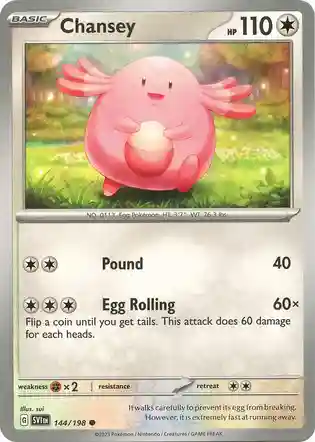 BASIC
Chansey
HP 110
NO. 0113 Egg Pokémon HT: 3'7" WT: 76.3 lbs.
Pound 40
Egg Rolling 60×
Flip a coin until you get tails. This attack does 60 damage
for each heads.
weakness ×2 resistance retreat
Illus. sui
G SVI EN 144/198
It walks carefully to prevent its egg from breaking.
However, it is extremely fast at running away.
©2023 Pokémon / Nintendo / Creatures / GAME FREAK